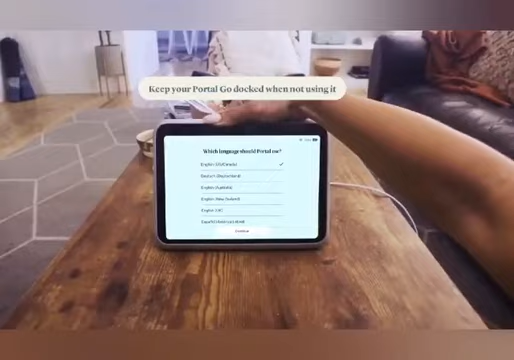 Keep your Portal Go docked when not using it
Which language should Portal use?
English (US/Canada)
Deutsch (Deutschland)
English (Australia)
English (New Zealand)
English (UK)
Español
Continue